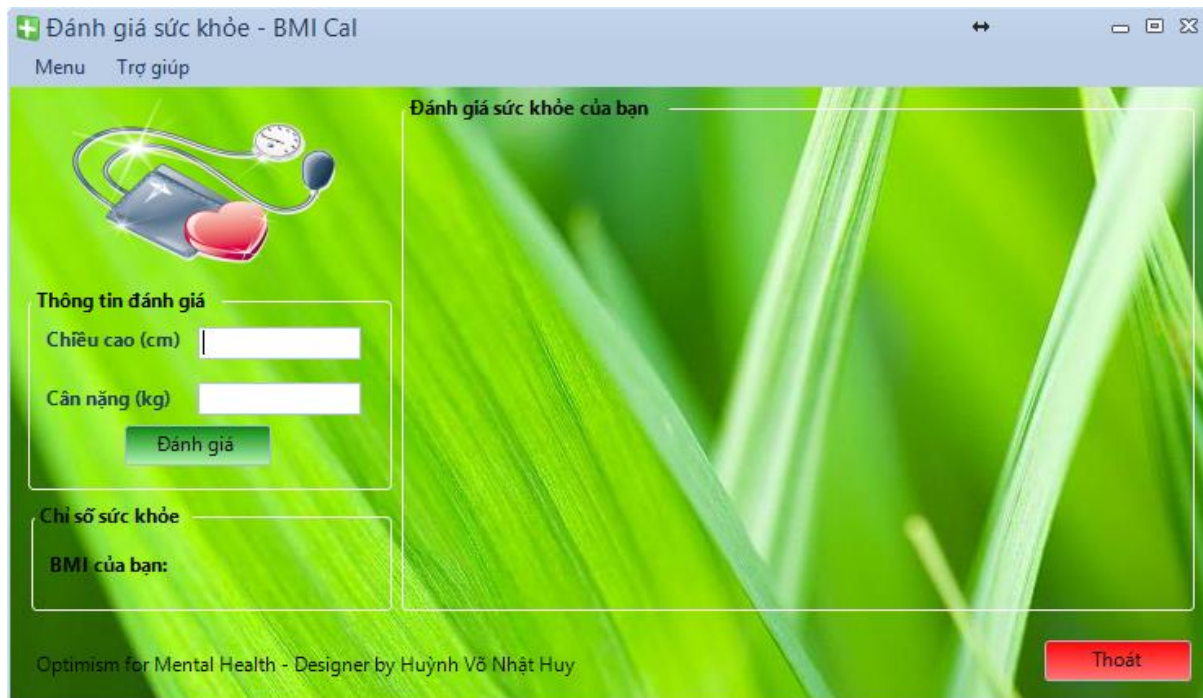 Đánh giá sức khỏe - BMI Cal
Menu Trợ giúp
Đánh giá sức khỏe của bạn
Thông tin đánh giá
Chiều cao (cm)
Cân nặng (kg)
Đánh giá
Chỉ số sức khỏe
BMI của bạn:
Optimism for Mental Health - Designer by Huỳnh Võ Nhật Huy
Thoát